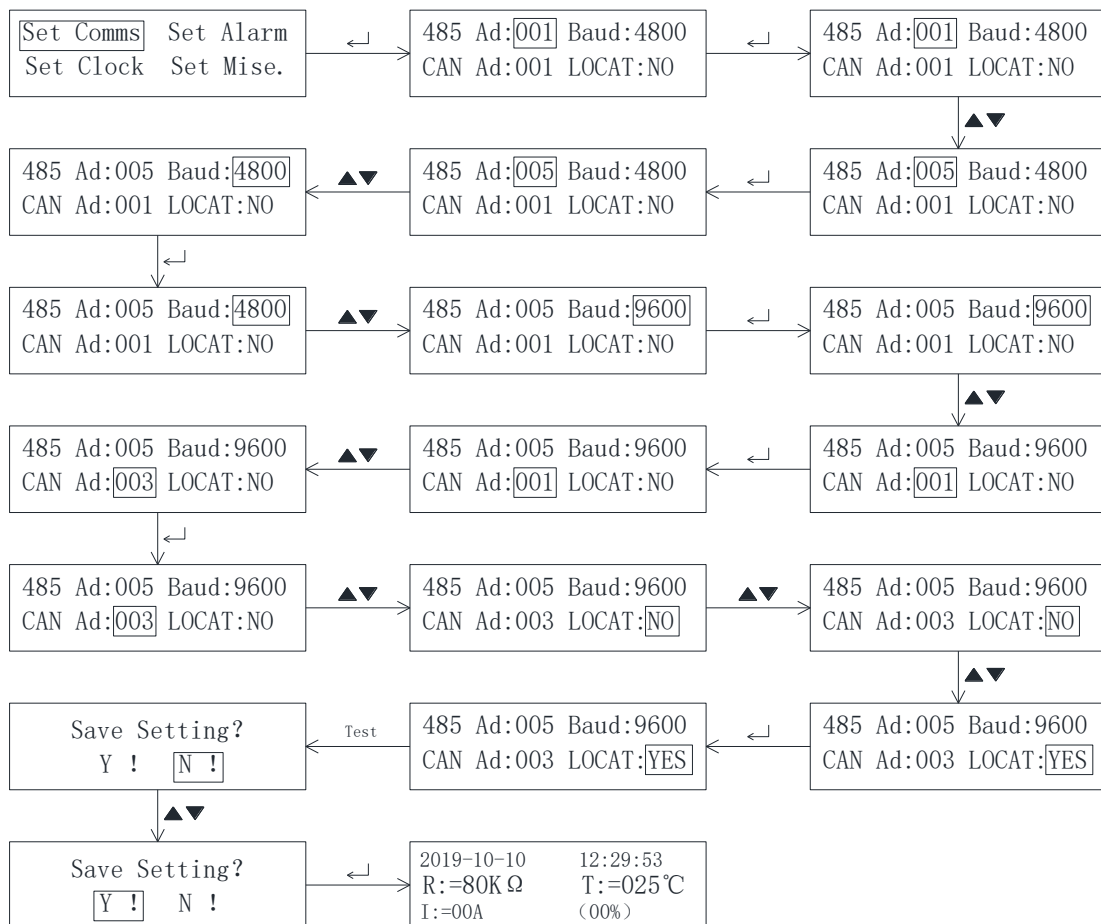 Set Comms Set Alarm
Set Clock Set Mise.
485 Ad:001 Baud:4800
CAN Ad:001 LOCAT:NO
485 Ad:001 Baud:4800
CAN Ad:001 LOCAT:NO
485 Ad:005 Baud:4800
CAN Ad:001 LOCAT:NO
485 Ad:005 Baud:4800
CAN Ad:001 LOCAT:NO
485 Ad:005 Baud:4800
CAN Ad:001 LOCAT:NO
485 Ad:005 Baud:4800
CAN Ad:001 LOCAT:NO
485 Ad:005 Baud:9600
CAN Ad:001 LOCAT:NO
485 Ad:005 Baud:9600
CAN Ad:001 LOCAT:NO
485 Ad:005 Baud:9600
CAN Ad:003 LOCAT:NO
485 Ad:005 Baud:9600
CAN Ad:001 LOCAT:NO
485 Ad:005 Baud:9600
CAN Ad:001 LOCAT:NO
485 Ad:005 Baud:9600
CAN Ad:003 LOCAT:NO
485 Ad:005 Baud:9600
CAN Ad:003 LOCAT:NO
485 Ad:005 Baud:9600
CAN Ad:003 LOCAT:NO
Save Setting?
Y ! N !
Test
485 Ad:005 Baud:9600
CAN Ad:003 LOCAT:YES
485 Ad:005 Baud:9600
CAN Ad:003 LOCAT:YES
Save Setting?
Y ! N !
2019-10-10 12:29:53
R:=80KΩ T:=025℃
I:=00A (00%)